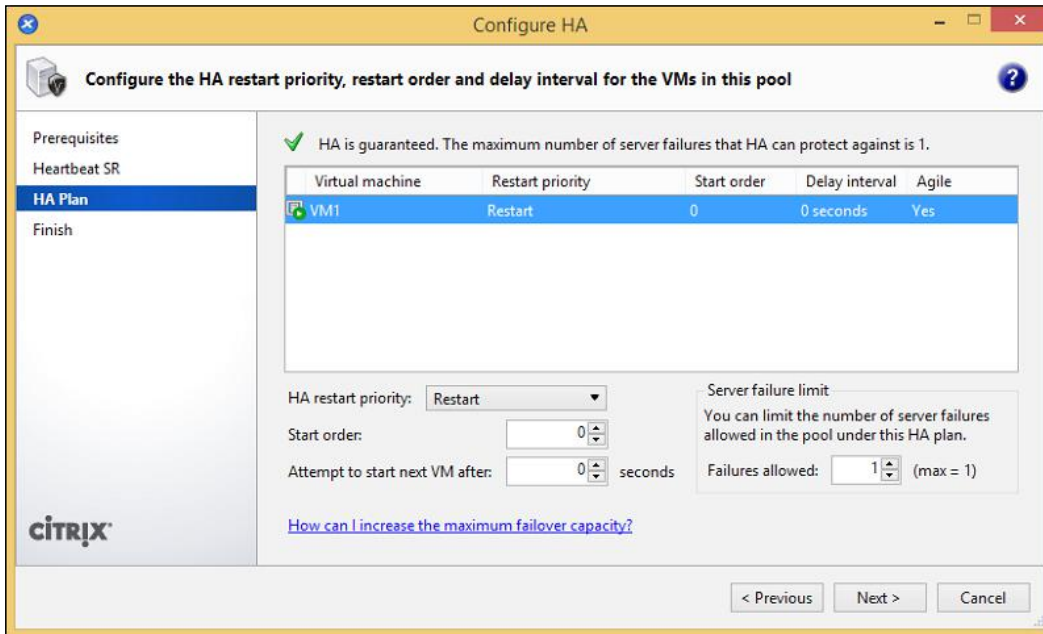 Configure HA
Configure the HA restart priority, restart order and delay interval for the VMs in this pool
Prerequisites
Heartbeat SR
HA Plan
Finish
HA is guaranteed. The maximum number of server failures that HA can protect against is 1.
Virtual machine Restart priority Start order Delay interval Agile
VM1 Restart 0 0 seconds Yes
HA restart priority: Restart
Start order: 0
Attempt to start next VM after: 0 seconds
Server failure limit
You can limit the number of server failures
allowed in the pool under this HA plan.
Failures allowed: 1 (max = 1)
How can I increase the maximum failover capacity?
CİTRIX
< Previous Next > Cancel